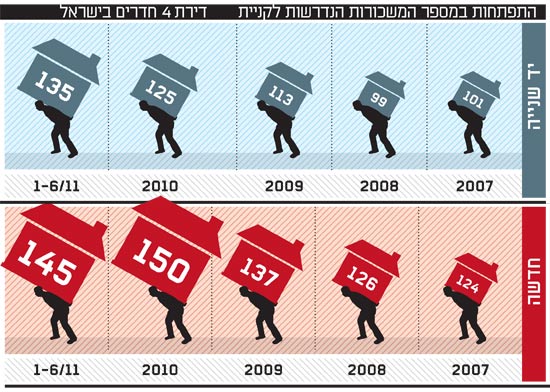 התפתחות במספר המשכורות הנדרשות לקניית דירת 4 חדרים בישראל
יד שנייה
101 99 113 125 135
2007 2008 2009 2010 1-6/11
חדשה
124 126 137 150 145
2007 2008 2009 2010 1-6/11